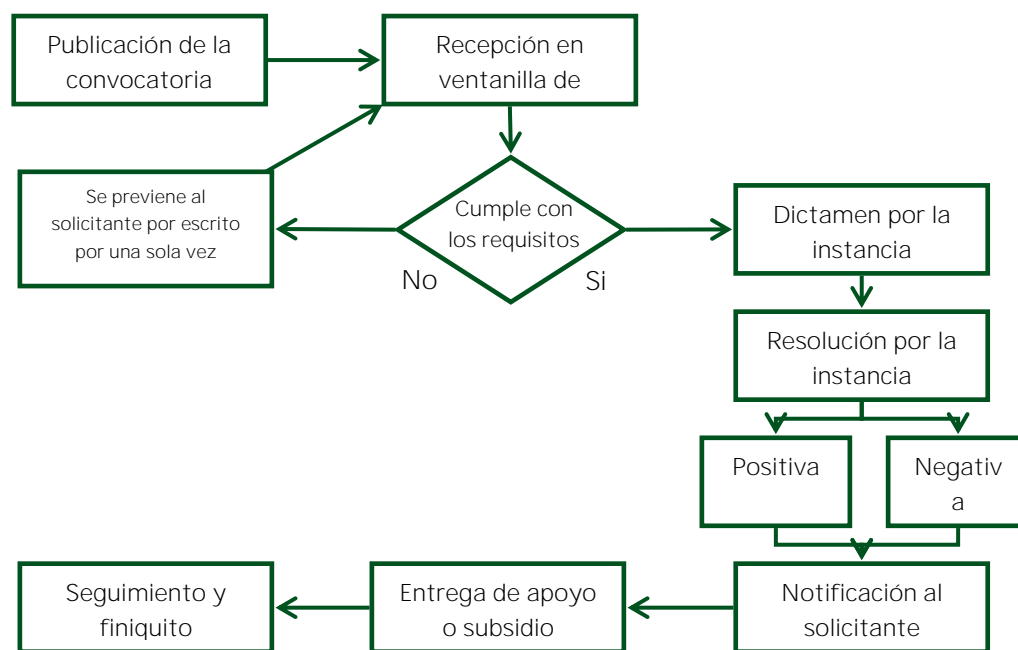 Publicación de la
convocatoria
Recepción en
ventanilla de
Se previene al
solicitante por escrito
por una sola vez
Cumple con
los requisitos
No
Si
Dictamen por la
instancia
Resolución por la
instancia
Positiva
Negativ
a
Notificación al
solicitante
Entrega de apoyo
o subsidio
Seguimiento y
finiquito